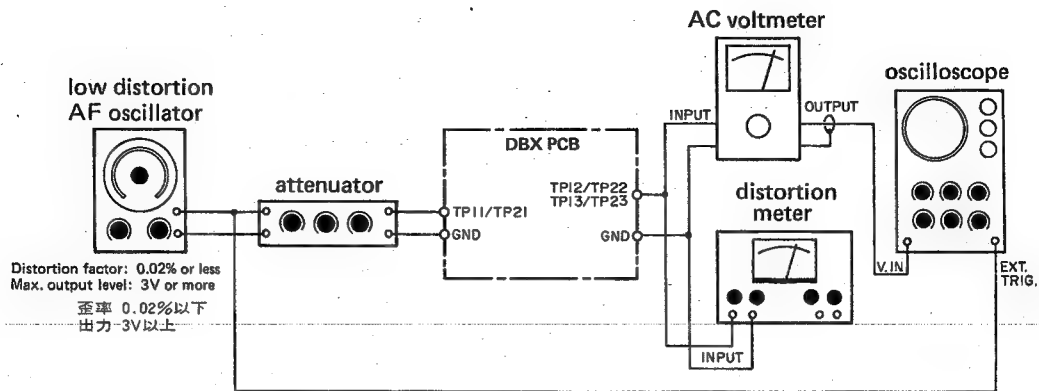 AC voltmeter
low distortion
AF oscillator
oscilloscope
INPUT
OUTPUT
DBX PCB
attenuator
TP12/TP22
TP13/TP23
distortion
meter
TP11/TP21
GND
GND
Distortion factor: 0.02% or less
Max. output level: 3V or more
歪率 0.02%以下
出力 3V以上
V.IN
EXT.
TRIG.
INPUT